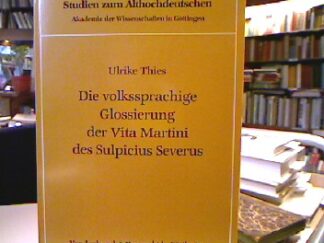 Studien zum Althochdeutschen
Akademie der Wissenschaften in Göttingen
Ulrike Thies
Die volkssprachige
Glossierung
der Vita Martini
des Sulpicius Severus